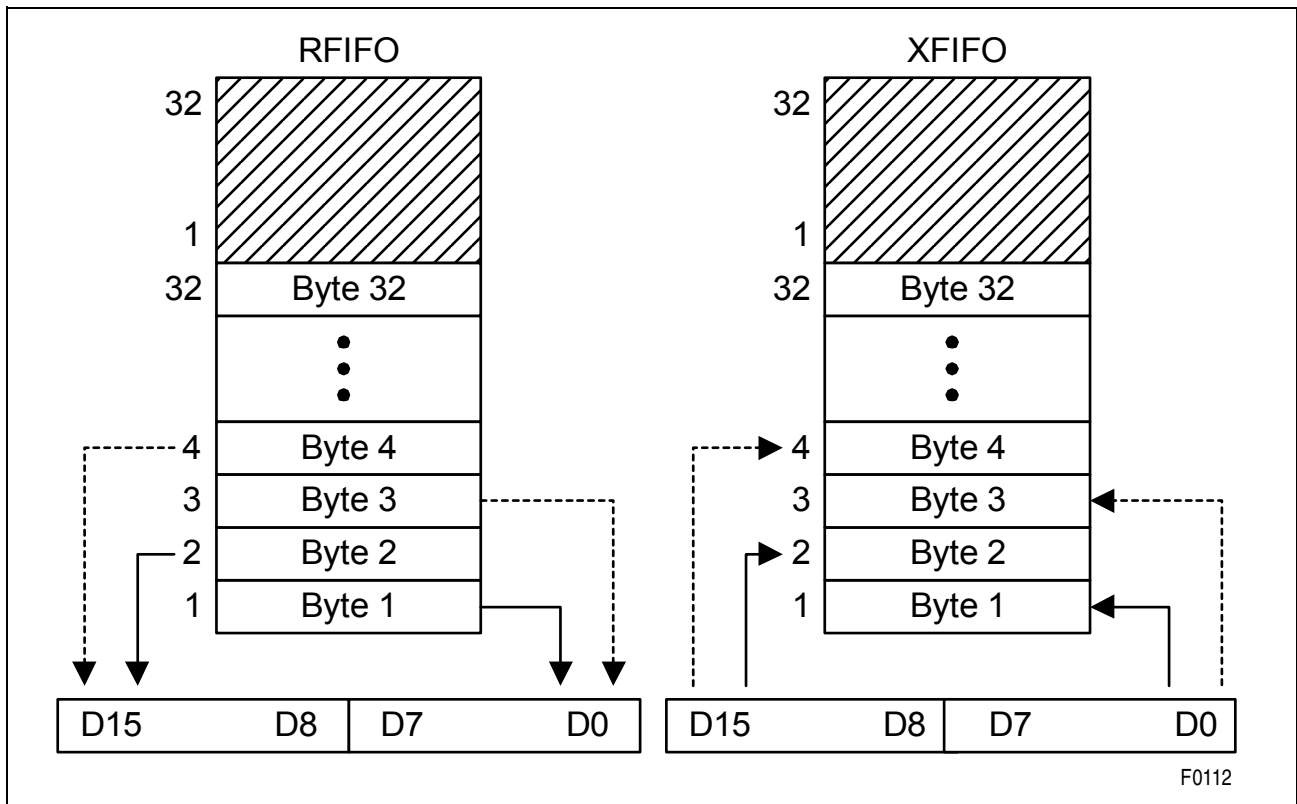 RFIFO XFIFO
32 32
1 1
32 Byte 32 32 Byte 32
4 Byte 4 4 Byte 4
3 Byte 3 3 Byte 3
2 Byte 2 2 Byte 2
1 Byte 1 1 Byte 1
D15 D8 D7 D0 D15 D8 D7 D0
F0112